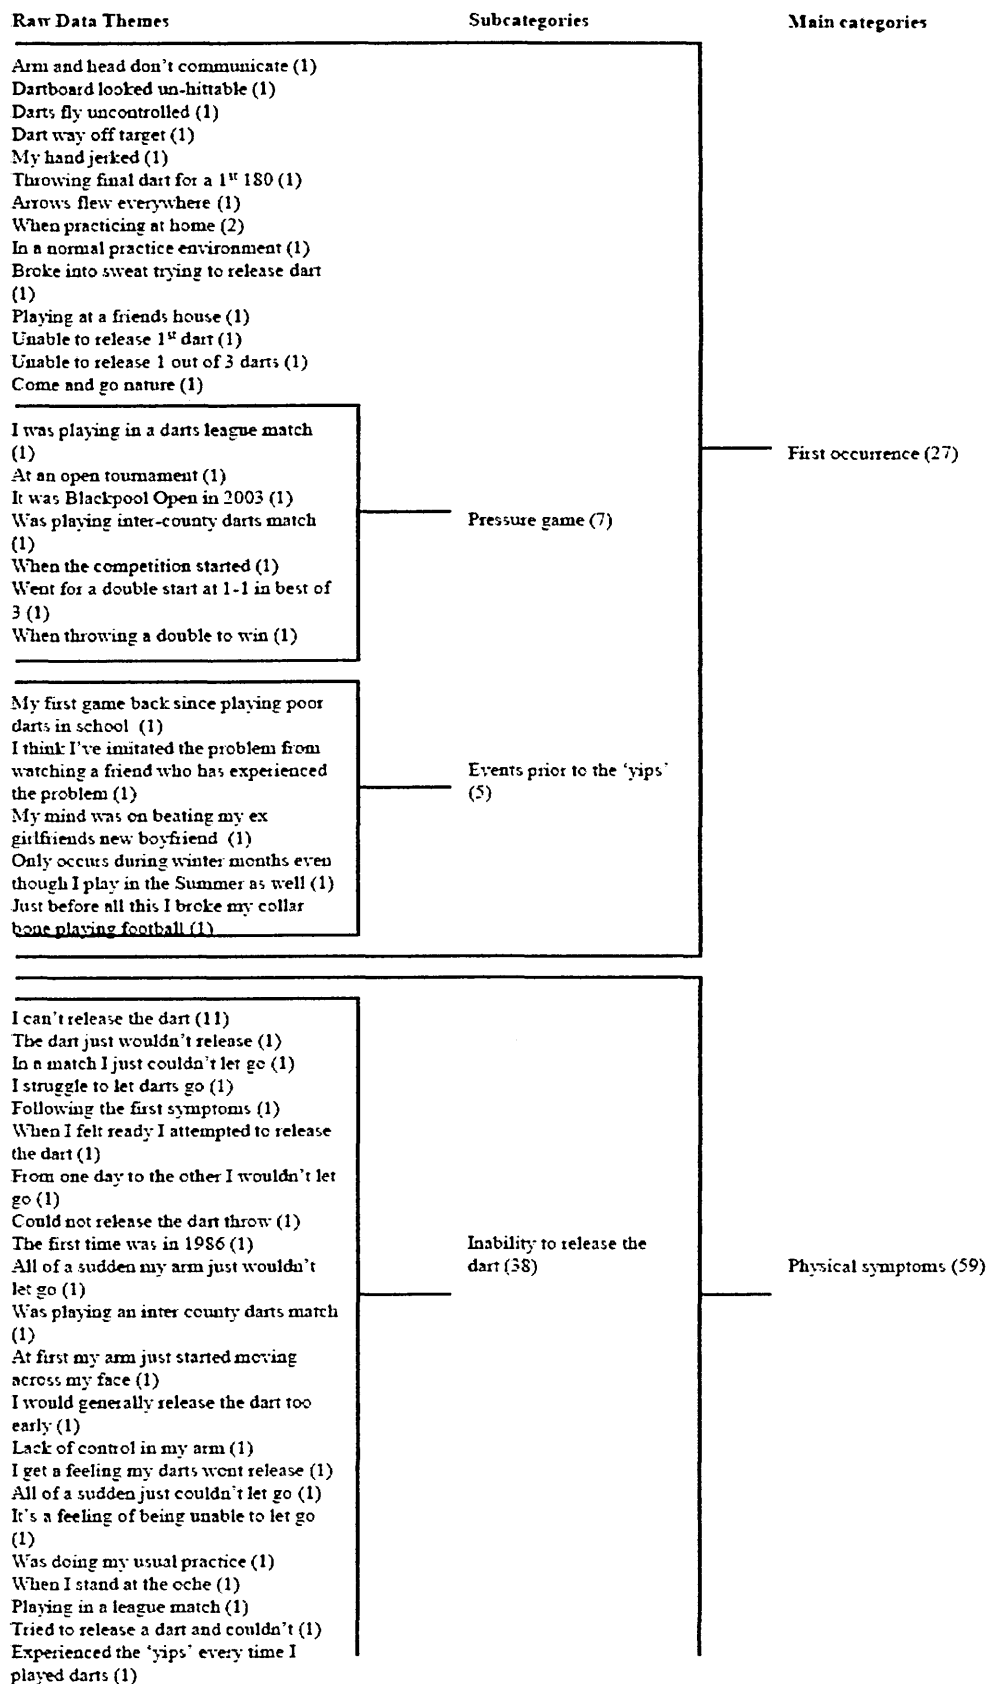 Raw Data Themes
Subcategories
Main categories
Arm and head don't communicate (1)
Dartboard looked un-hittable (1)
Darts fly uncontrolled (1)
Dart way off target (1)
My hand jerked (1)
Throwing final dart for a 1st 180 (1)
Arrows flew everywhere (1)
When practicing at home (2)
In a normal practice environment (1)
Broke into sweat trying to release dart
(1)
Playing at a friends house (1)
Unable to release 1st dart (1)
Unable to release 1 out of 3 darts (1)
Come and go nature (1)
First occurrence (27)
I was playing in a darts league match
(1)
At an open tournament (1)
It was Blackpool Open in 2003 (1)
Was playing inter-county darts match
(1)
When the competition started (1)
Went for a double start at 1-1 in best of
3 (1)
When throwing a double to win (1)
Pressure game (7)
My first game back since playing poor
darts in school (1)
I think I've imitated the problem from
watching a friend who has experienced
the problem (1)
My mind was on beating my ex
girlfriends new boyfriend (1)
Only occurs during winter months even
though I play in the Summer as well (1)
Just before all this I broke my collar
bone playing football (1)
Events prior to the 'yips'
(5)
I can't release the dart (11)
The dart just wouldn't release (1)
In a match I just couldn't let go (1)
I struggle to let darts go (1)
Following the first symptoms (1)
When I felt ready I attempted to release
the dart (1)
From one day to the other I wouldn't let
go (1)
Could not release the dart throw (1)
The first time was in 1986 (1)
All of a sudden my arm just wouldn't
let go (1)
Was playing an inter county darts match
(1)
At first my arm just started moving
across my face (1)
I would generally release the dart too
early (1)
Lack of control in my arm (1)
I get a feeling my darts wont release (1)
All of a sudden just couldn't let go (1)
It's a feeling of being unable to let go
(1)
Was doing my usual practice (1)
When I stand at the oche (1)
Playing in a league match (1)
Tried to release a dart and couldn't (1)
Experienced the 'yips' every time I
played darts (1)
Inability to release the
dart (38)
Physical symptoms (59)